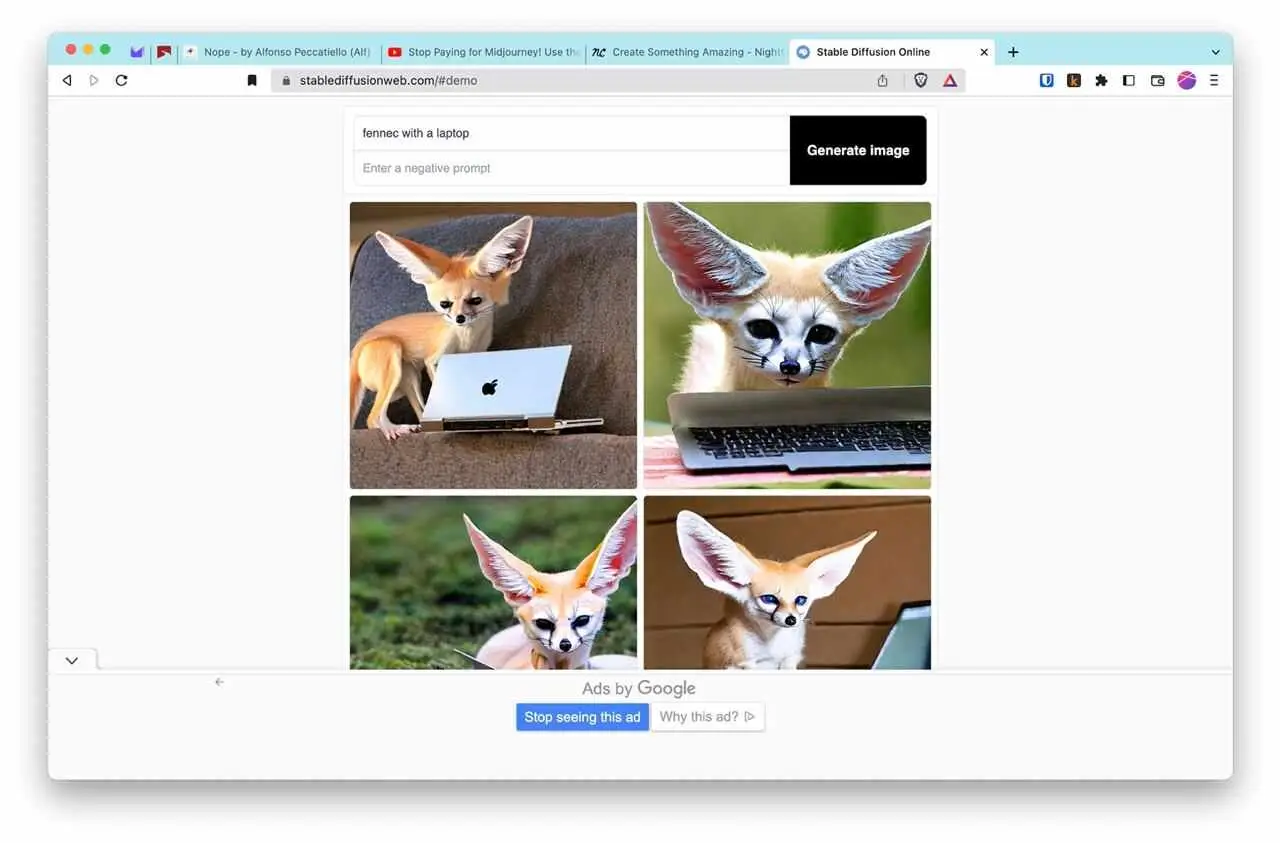 Nope - by Alfonso Peccatiello (Alf)
Stop Paying for Midjourney! Use the
Create Something Amazing - Night
Stable Diffusion Online
stablediffusionweb.com/#demo
fennec with a laptop
Enter a negative prompt
Generate image
Ads by Google
Stop seeing this ad
Why this ad?